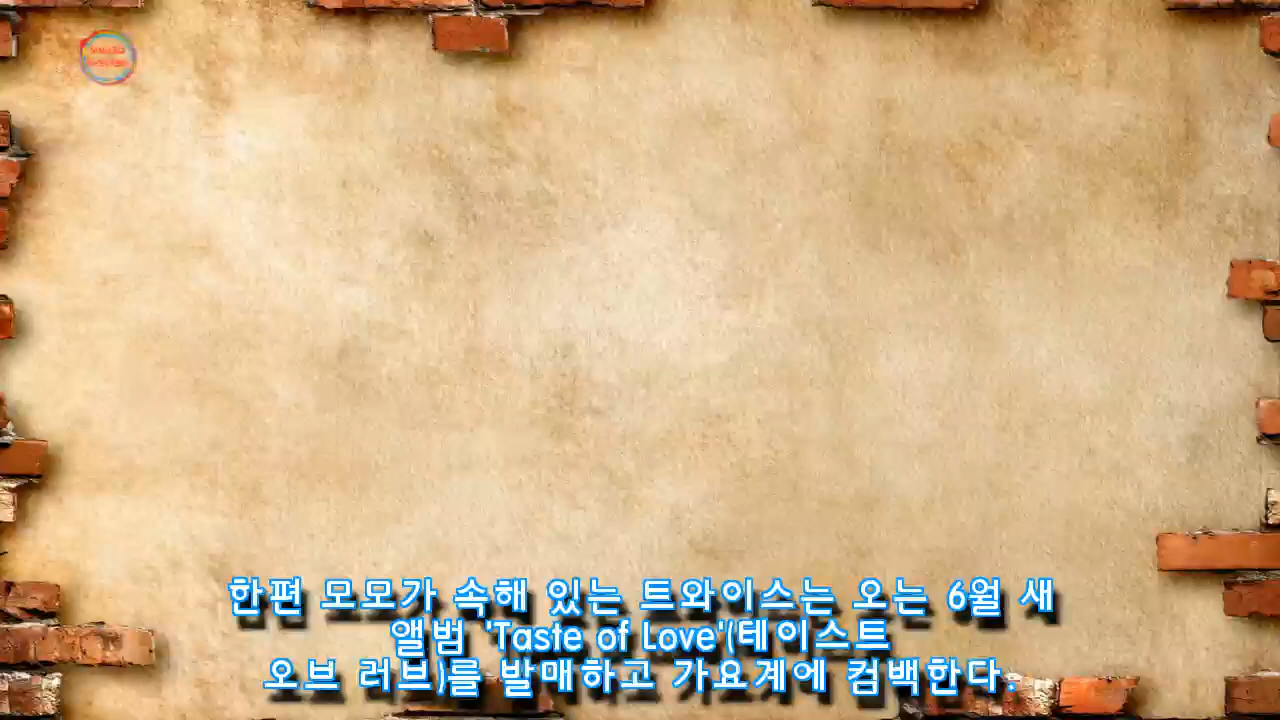 한편 모모가 속해 있는 트와이스는 오는 6월 새
앨범 'Taste of Love'(테이스트
오브 러브)를 발매하고 가요계에 컴백한다.